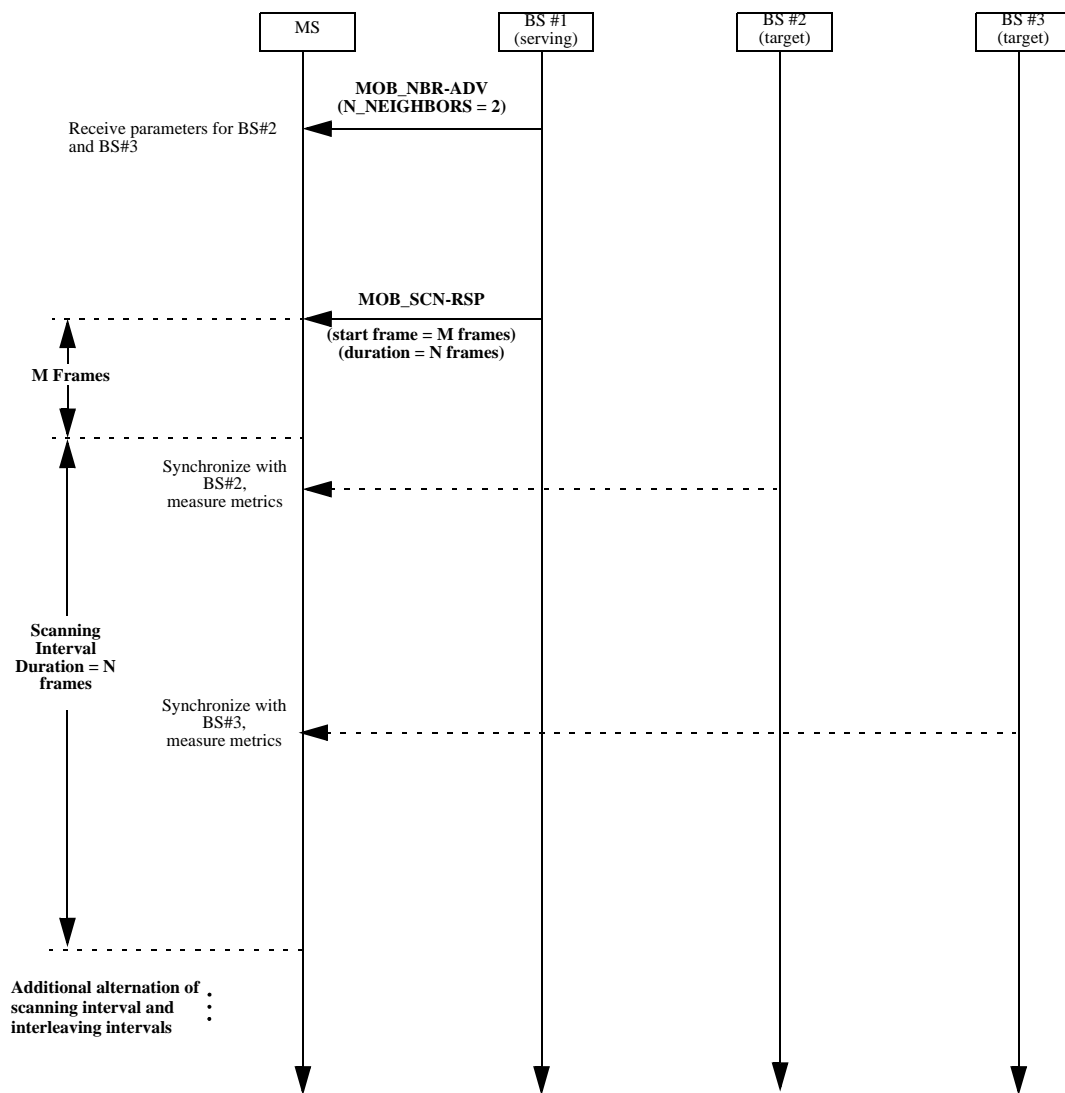 MS
BS #1
(serving)
BS #2
(target)
BS #3
(target)
MOB_NBR-ADV
(N_NEIGHBORS = 2)
Receive parameters for BS#2
and BS#3
MOB_SCN-RSP
(start frame = M frames)
(duration = N frames)
M Frames
Synchronize with
BS#2,
measure metrics
Scanning
Interval
Duration = N
frames
Synchronize with
BS#3,
measure metrics
Additional alternation of
scanning interval and
interleaving intervals